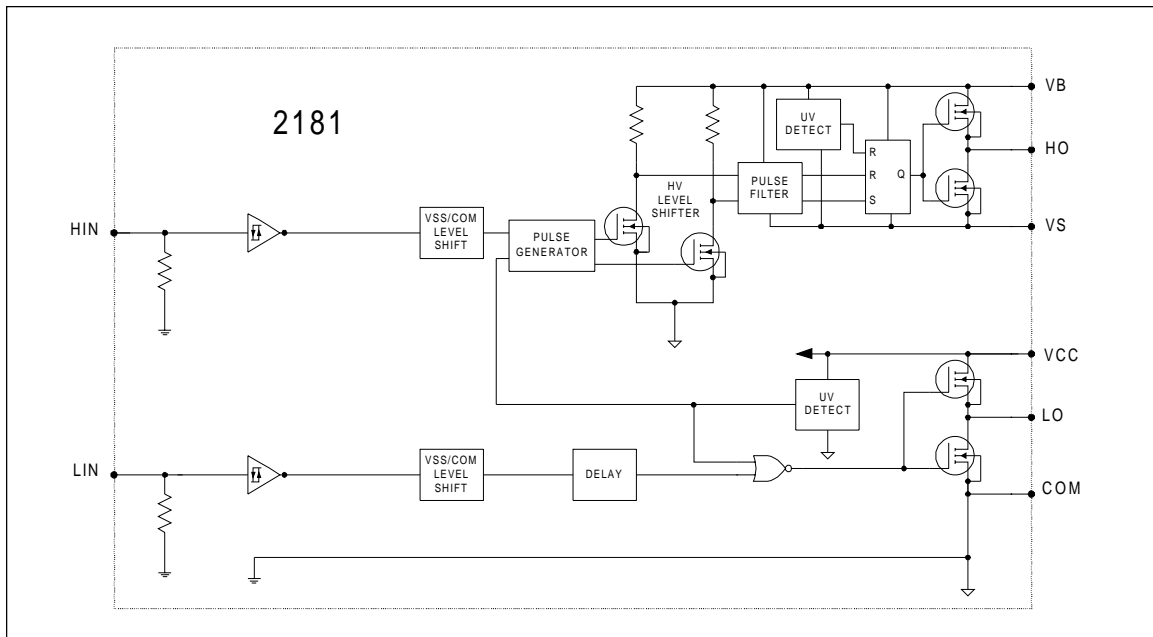 2181
VB
UV
DETECT
HO
R
R
Q
S
HV
LEVEL
SHIFTER
PULSE
FILTER
VS
HIN
VSS/COM
LEVEL
SHIFT
PULSE
GENERATOR
VCC
UV
DETECT
LO
LIN
VSS/COM
LEVEL
SHIFT
DELAY
COM